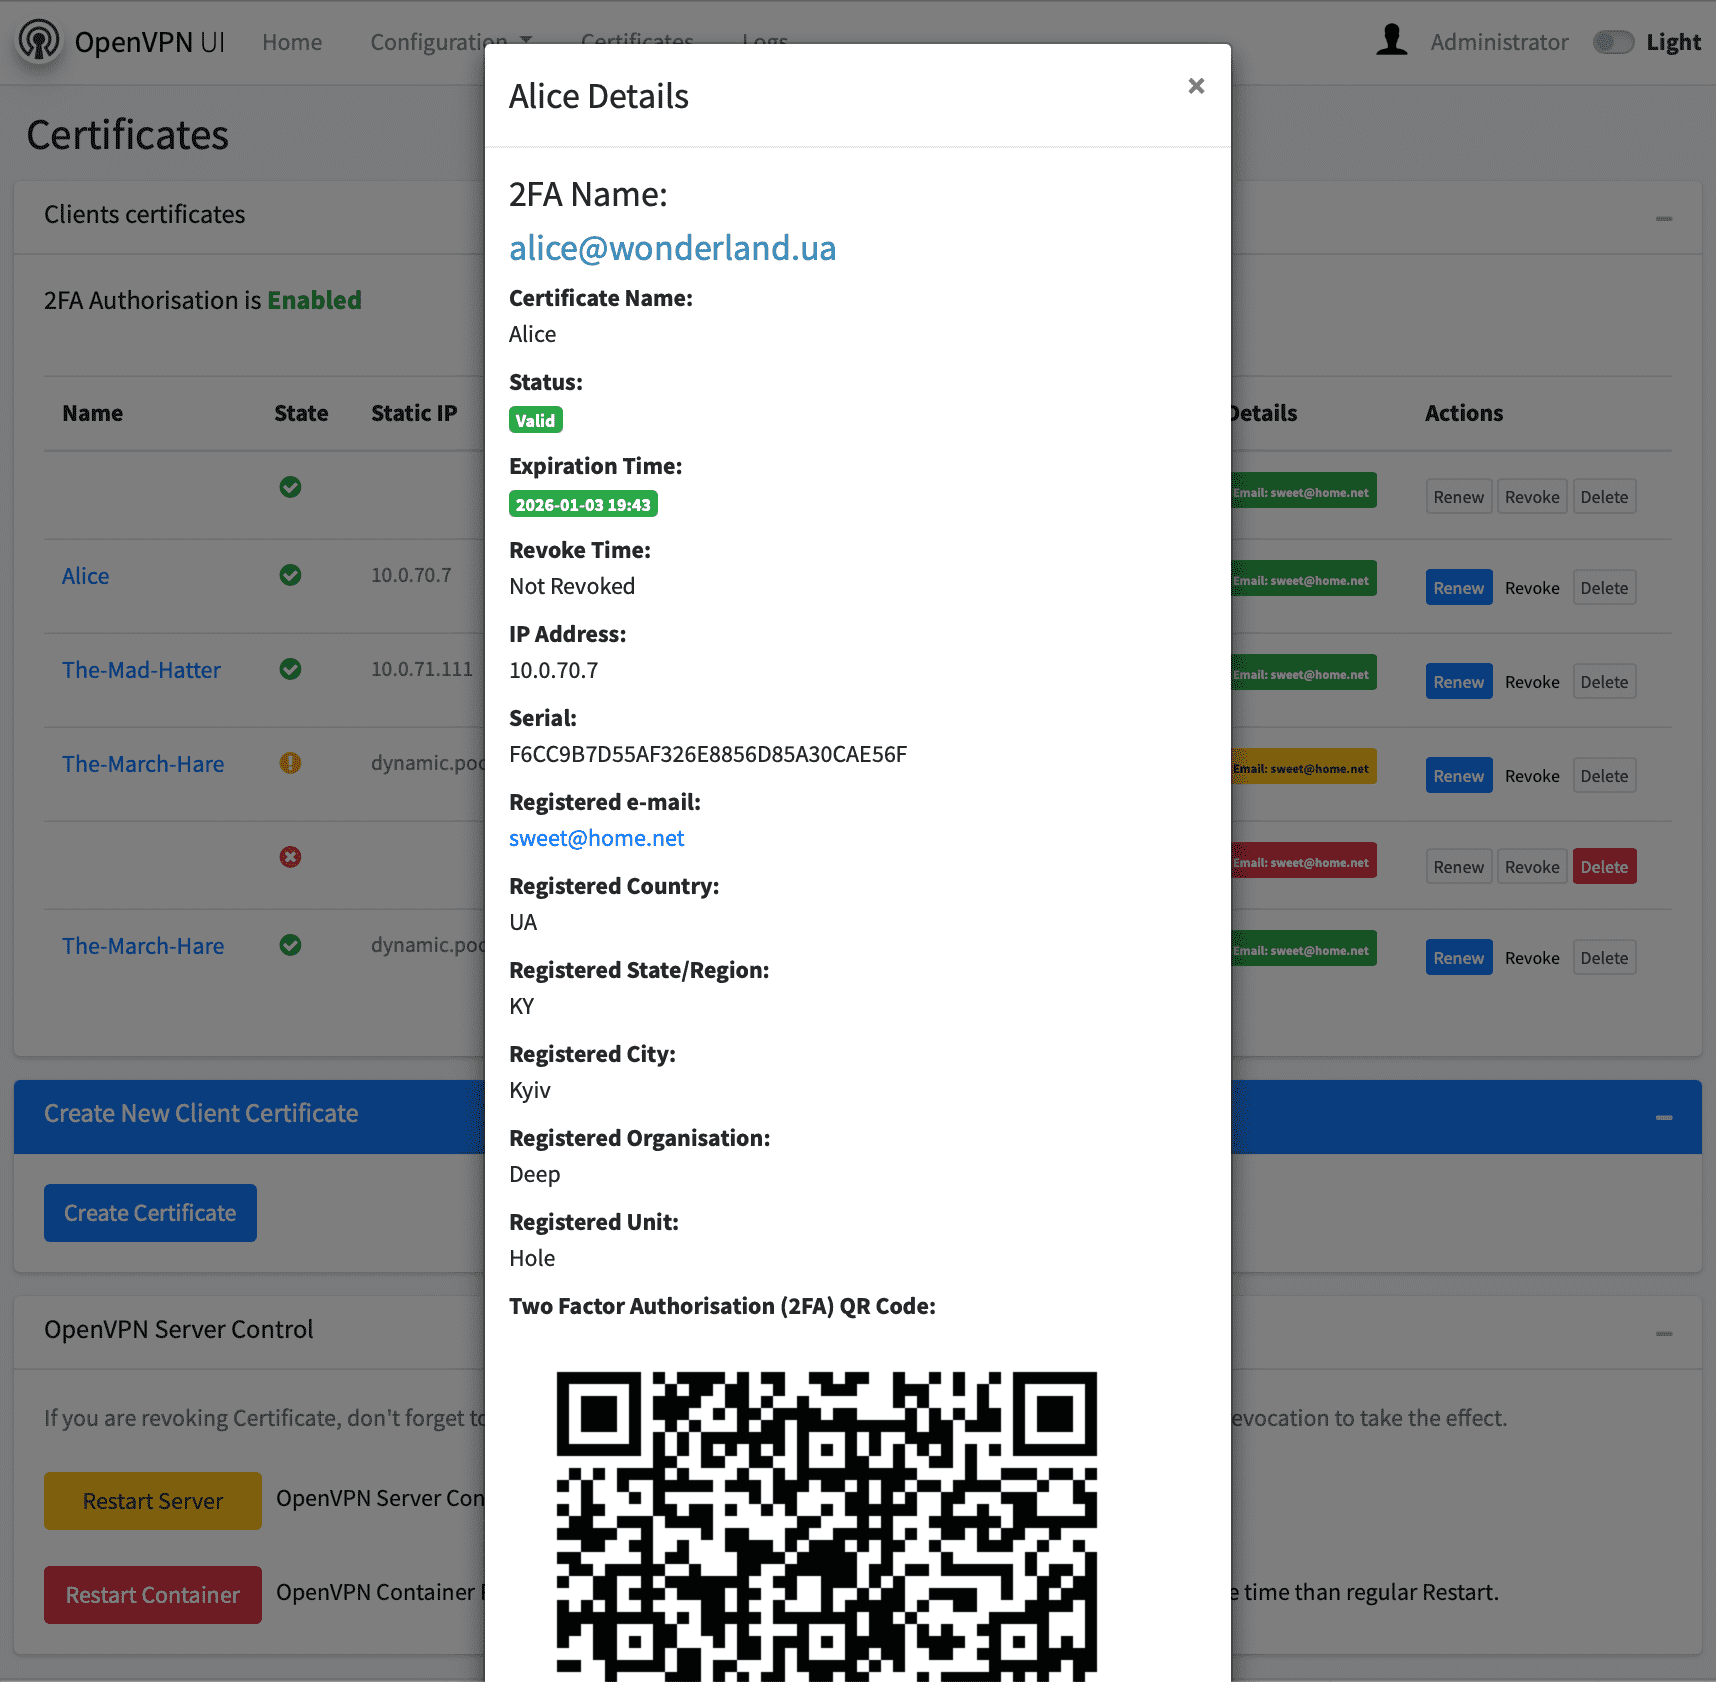 OpenVPN UI Home Configuration Certificates Logs Administrator Light
Certificates
Clients certificates
2FA Authorisation is Enabled
Name State Static IP Details Actions
Email: sweet@home.net Renew Revoke Delete
Alice 10.0.70.7 Email: sweet@home.net Renew Revoke Delete
The-Mad-Hatter 10.0.71.111 Email: sweet@home.net Renew Revoke Delete
The-March-Hare dynamic.poo Email: sweet@home.net Renew Revoke Delete
Email: sweet@home.net Renew Revoke Delete
The-March-Hare dynamic.poo Email: sweet@home.net Renew Revoke Delete
Create New Client Certificate
Create Certificate
OpenVPN Server Control
If you are revoking Certificate, don't forget to evocation to take the effect.
Restart Server OpenVPN Server Con
Restart Container OpenVPN Container e time than regular Restart.
Alice Details ×
2FA Name:
alice@wonderland.ua
Certificate Name:
Alice
Status:
Valid
Expiration Time:
2026-01-03 19:43
Revoke Time:
Not Revoked
IP Address:
10.0.70.7
Serial:
F6CC9B7D55AF326E8856D85A30CAE56F
Registered e-mail:
sweet@home.net
Registered Country:
UA
Registered State/Region:
KY
Registered City:
Kyiv
Registered Organisation:
Deep
Registered Unit:
Hole
Two Factor Authorisation (2FA) QR Code: